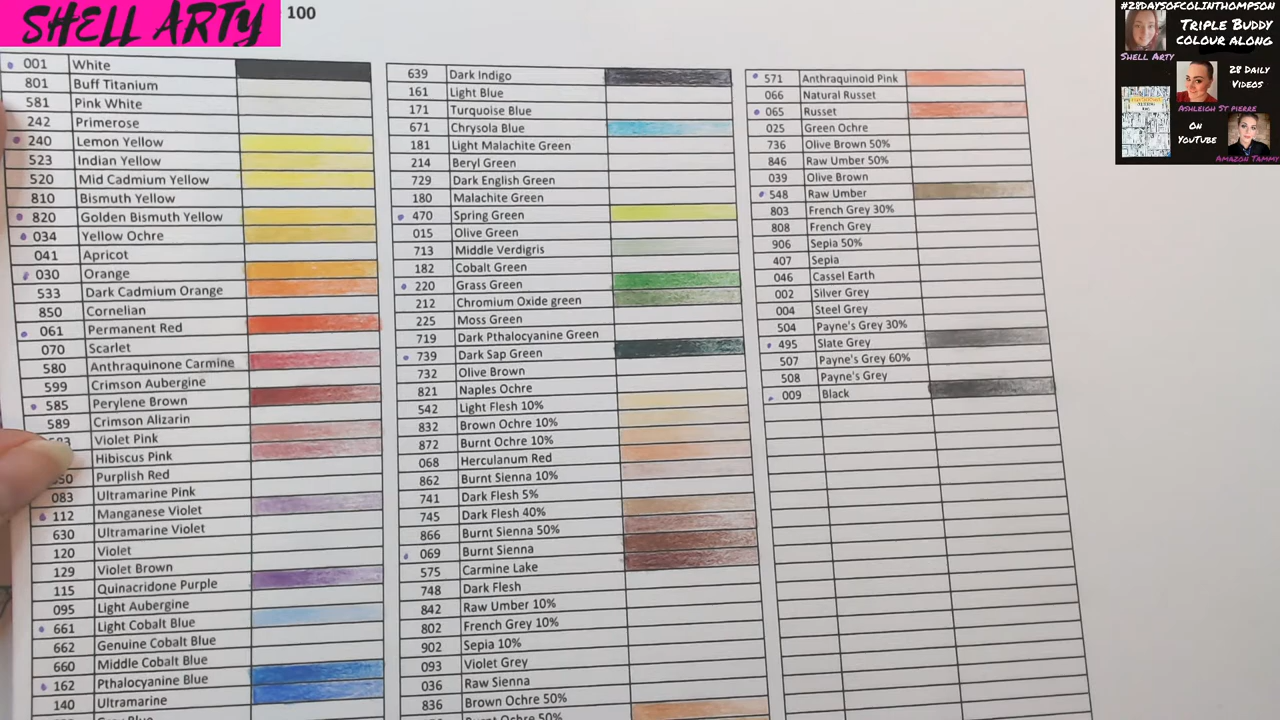 SHELL ARTY
100
001 White
801 Buff Titanium
581 Pink White
242 Primerose
240 Lemon Yellow
523 Indian Yellow
520 Mid Cadmium Yellow
810 Bismuth Yellow
820 Golden Bismuth Yellow
034 Yellow Ochre
041 Apricot
030 Orange
533 Dark Cadmium Orange
850 Cornelian
061 Permanent Red
070 Scarlet
580 Anthraquinone Carmine
599 Crimson Aubergine
585 Perylene Brown
589 Crimson Alizarin
Violet Pink
Hibiscus Pink
Purplish Red
083 Ultramarine Pink
112 Manganese Violet
630 Ultramarine Violet
120 Violet
129 Violet Brown
115 Quinacridone Purple
095 Light Aubergine
661 Light Cobalt Blue
662 Genuine Cobalt Blue
660 Middle Cobalt Blue
162 Pthalocyanine Blue
140 Ultramarine
639 Dark Indigo
161 Light Blue
171 Turquoise Blue
671 Chrysola Blue
181 Light Malachite Green
214 Beryl Green
729 Dark English Green
180 Malachite Green
470 Spring Green
015 Olive Green
713 Middle Verdigris
182 Cobalt Green
220 Grass Green
212 Chromium Oxide green
225 Moss Green
719 Dark Pthalocyanine Green
739 Dark Sap Green
732 Olive Brown
821 Naples Ochre
542 Light Flesh 10%
832 Brown Ochre 10%
872 Burnt Ochre 10%
068 Herculanum Red
862 Burnt Sienna 10%
741 Dark Flesh 5%
745 Dark Flesh 40%
866 Burnt Sienna 50%
069 Burnt Sienna
575 Carmine Lake
748 Dark Flesh
842 Raw Umber 10%
802 French Grey 10%
902 Sepia 10%
093 Violet Grey
036 Raw Sienna
836 Brown Ochre 50%
Burnt Ochre 50%
571 Anthraquinoid Pink
066 Natural Russet
065 Russet
025 Green Ochre
736 Olive Brown 50%
846 Raw Umber 50%
039 Olive Brown
548 Raw Umber
803 French Grey 30%
808 French Grey
906 Sepia 50%
407 Sepia
046 Cassel Earth
002 Silver Grey
004 Steel Grey
504 Payne's Grey 30%
495 Slate Grey
507 Payne's Grey 60%
508 Payne's Grey
009 Black
#28DAYSOFCOLINTHOMPSON
TRIPLE BUDDY
COLOUR ALONG
SHELL ARTY
28 DAILY
VIDEOS
ASHLEIGH ST PIERRE
ON
YOUTUBE
AMAZON TAMMY